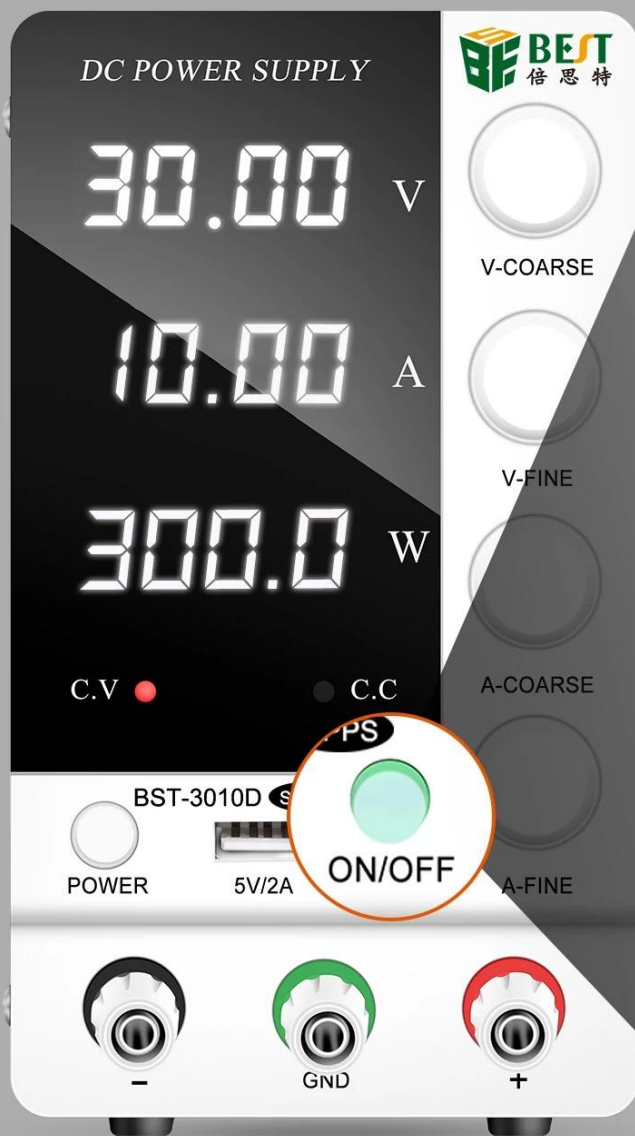 DC POWER SUPPLY
BEST
倍思特
30.00 V
V-COARSE
10.00 A
V-FINE
300.0 W
C.V
C.C
A-COARSE
BST-3010D
ON/OFF
POWER
5V/2A
A-FINE
-
GND
+